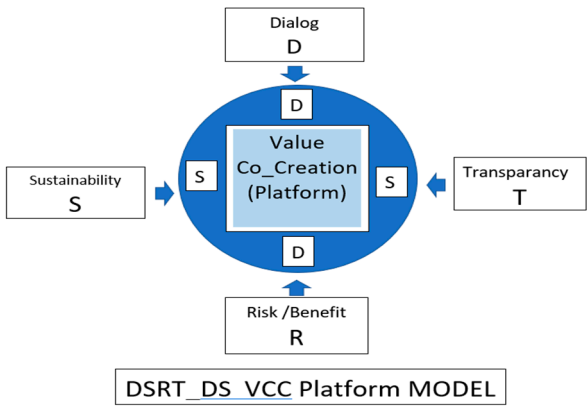 Dialog
D
D
Value
Co_Creation
(Platform)
Sustainability
S
S
S
Transparancy
T
D
Risk /Benefit
R
DSRT_DS_VCC Platform MODEL